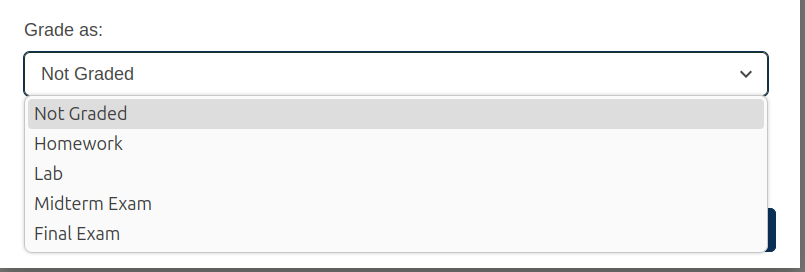 Grade as:
Not Graded
Not Graded
Homework
Lab
Midterm Exam
Final Exam